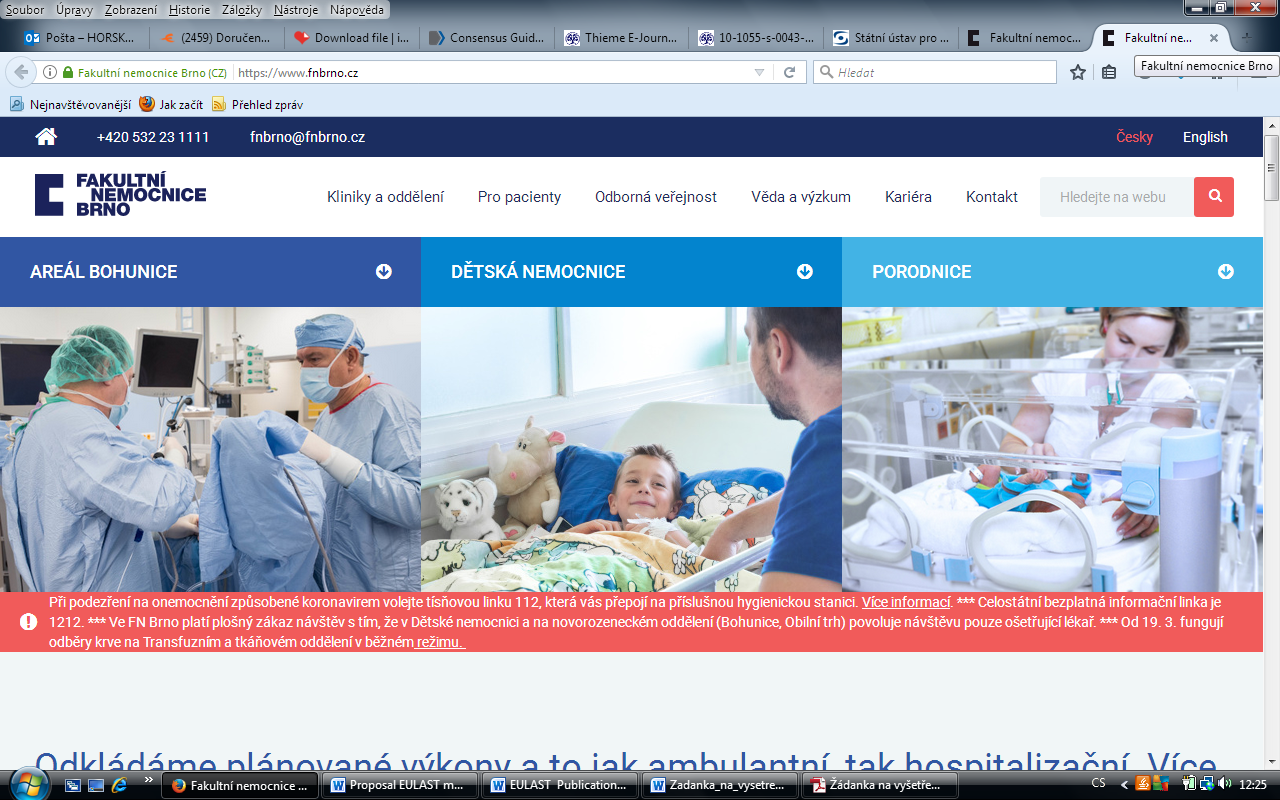 Soubor Úpravy Zobrazení Historie Záložky Nástroje Nápověda
Pošta – HORSK... (2459) Doručen... Download file | i... Consensus Guid... Thieme E-Journ... 10-1055-s-0043-... Státní ústav pro ... Fakultní nemoc... Fakultní ne...
Fakultní nemocnice Brno (CZ) https://www.fnbrno.cz Hledat
Fakultní nemocnice Brno
Nejnavštěvovanější Jak začít Přehled zpráv
+420 532 23 1111 fnbrno@fnbrno.cz Česky English
FAKULTNÍ
NEMOCNICE
BRNO
Kliniky a oddělení Pro pacienty Odborná veřejnost Věda a výzkum Kariéra Kontakt Hledejte na webu
AREÁL BOHUNICE DĚTSKÁ NEMOCNICE PORODNICE
Při podezření na onemocnění způsobené koronavirem volejte tísňovou linku 112, která vás přepojí na příslušnou hygienickou stanici. Více informací. *** Celostátní bezplatná informační linka je
1212. *** Ve FN Brno platí plošný zákaz návštěv s tím, že v Dětské nemocnici a na novorozeneckém oddělení (Bohunice, Obilní trh) povoluje návštěvu pouze ošetřující lékař. *** Od 19. 3. fungují
odběry krve na Transfuzním a tkáňovém oddělení v běžném režimu.
Odkládáme plánované výkony a to jak ambulantní, tak hospitalizační. Více
Fakultní nemocnice ... Proposal EULAST m... EULAST Publication... Zadanka_na_vysetre... Žádanka na vyšetře... CS 12:25